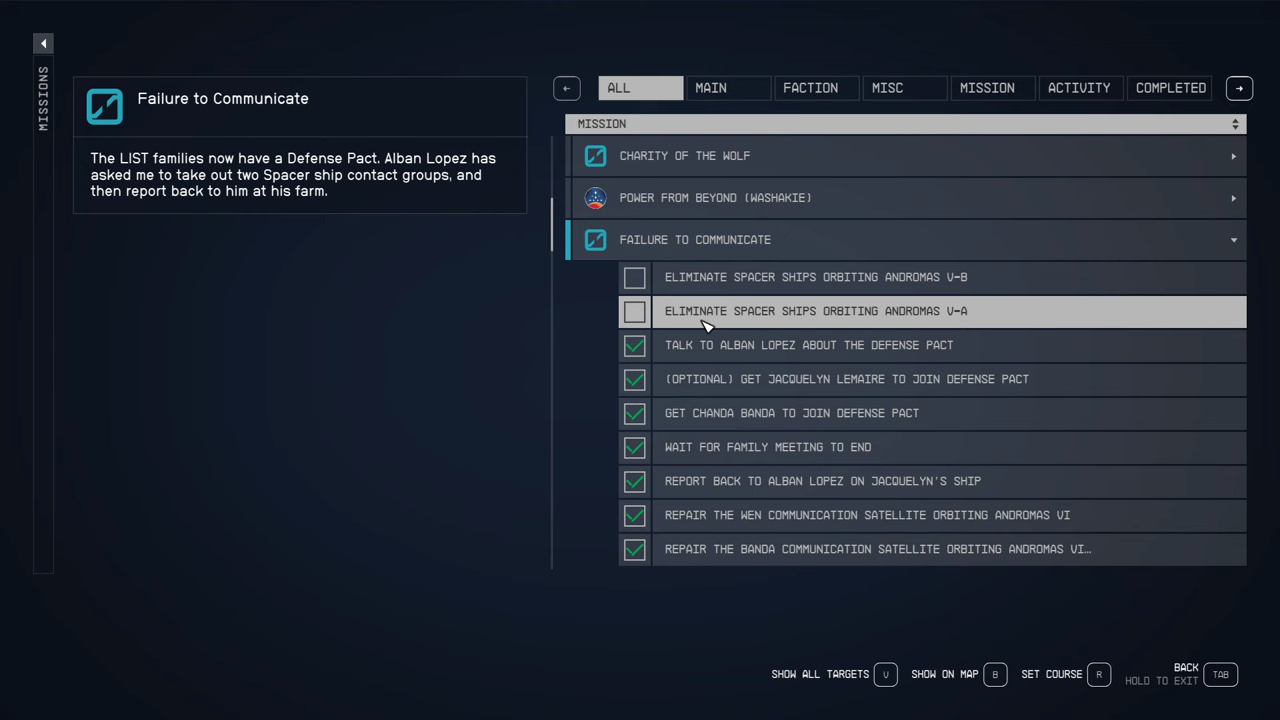 MISSIONS
Failure to Communicate
The LIST families now have a Defense Pact. Alban Lopez has
asked me to take out two Spacer ship contact groups, and
then report back to him at his farm.
ALL MAIN FACTION MISC MISSION ACTIVITY COMPLETED
MISSION
CHARITY OF THE WOLF
POWER FROM BEYOND (WASHAKIE)
FAILURE TO COMMUNICATE
ELIMINATE SPACER SHIPS ORBITING ANDROMAS V-B
ELIMINATE SPACER SHIPS ORBITING ANDROMAS V-A
TALK TO ALBAN LOPEZ ABOUT THE DEFENSE PACT
(OPTIONAL) GET JACQUELYN LEMAIRE TO JOIN DEFENSE PACT
GET CHANDA BANDA TO JOIN DEFENSE PACT
WAIT FOR FAMILY MEETING TO END
REPORT BACK TO ALBAN LOPEZ ON JACQUELYN'S SHIP
REPAIR THE WEN COMMUNICATION SATELLITE ORBITING ANDROMAS VI
REPAIR THE BANDA COMMUNICATION SATELLITE ORBITING ANDROMAS VI...
SHOW ALL TARGETS V SHOW ON MAP B SET COURSE R BACK TAB
HOLD TO EXIT